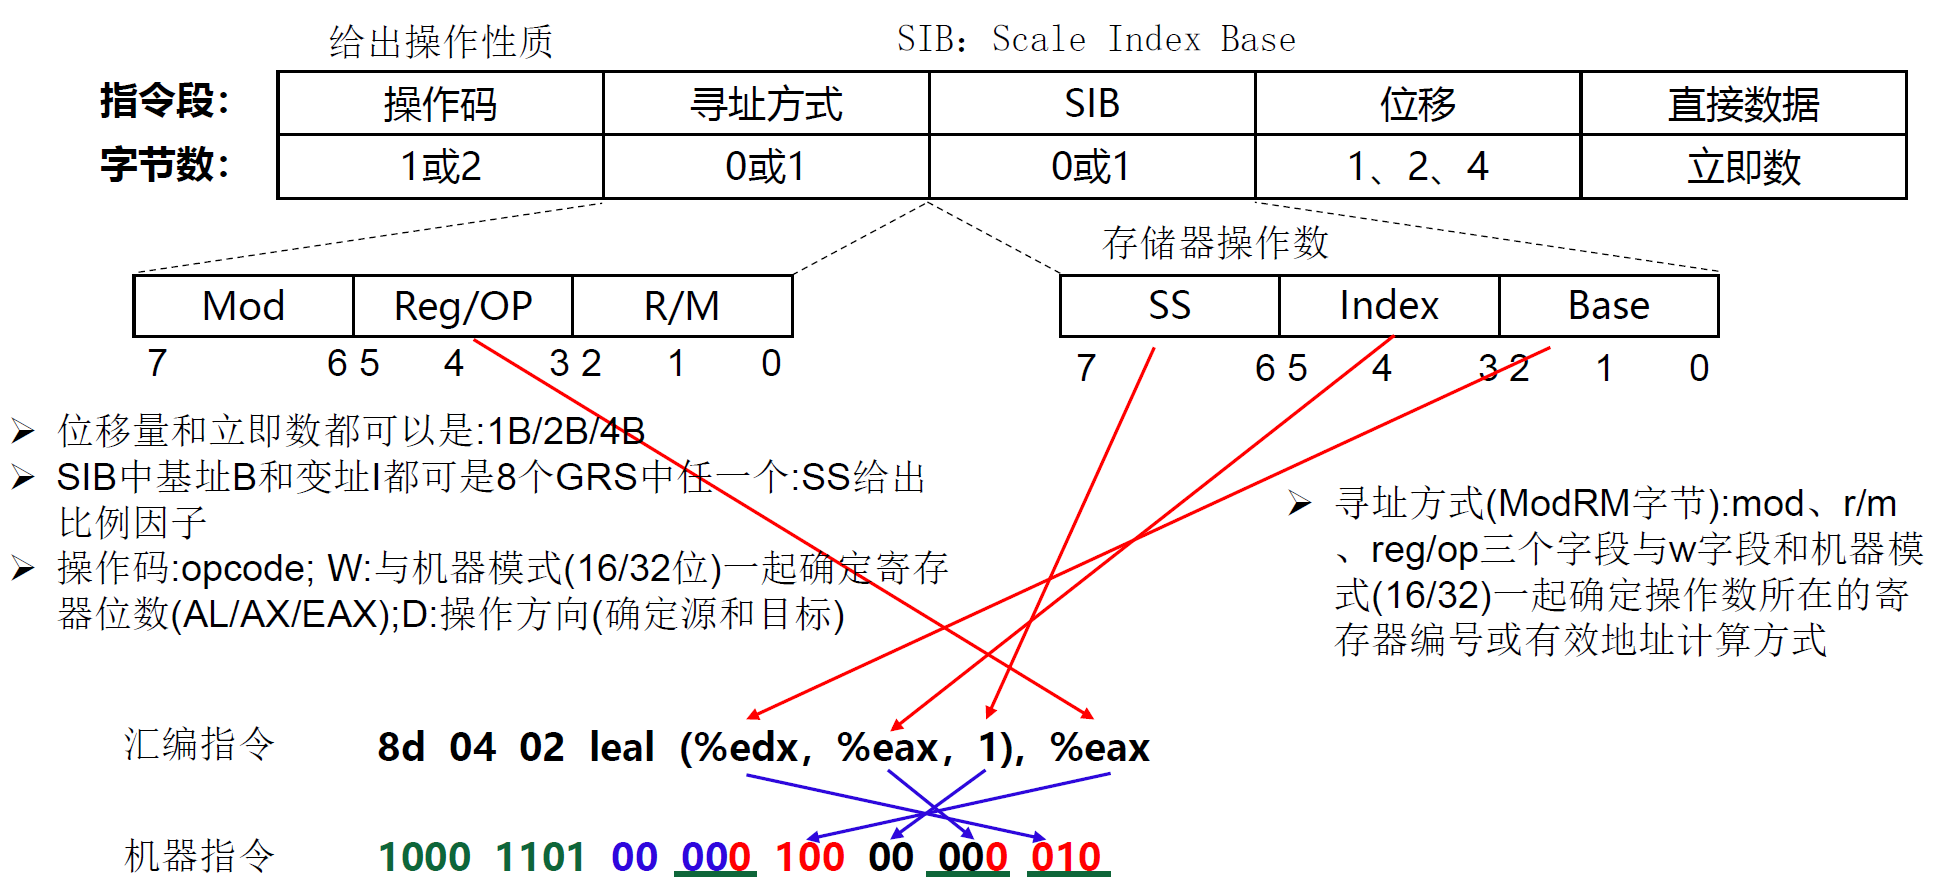 给出操作性质 SIB：Scale Index Base
指令段： 操作码 寻址方式 SIB 位移 直接数据
字节数： 1或2 0或1 0或1 1、2、4 立即数
存储器操作数
Mod Reg/OP R/M SS Index Base
7 6 5 4 3 2 1 0 7 6 5 4 3 2 1 0
➢ 位移量和立即数都可以是:1B/2B/4B
➢ SIB中基址B和变址I都可是8个GRS中任一个:SS给出
比例因子
➢ 操作码:opcode; W:与机器模式(16/32位)一起确定寄存
器位数(AL/AX/EAX);D:操作方向(确定源和目标)
➢ 寻址方式(ModRM字节):mod、r/m
、reg/op三个字段与w字段和机器模
式(16/32)一起确定操作数所在的寄
存器编号或有效地址计算方式
汇编指令 8d 04 02 leal (%edx, %eax, 1), %eax
机器指令 1000 1101 00 000 100 00 000 010